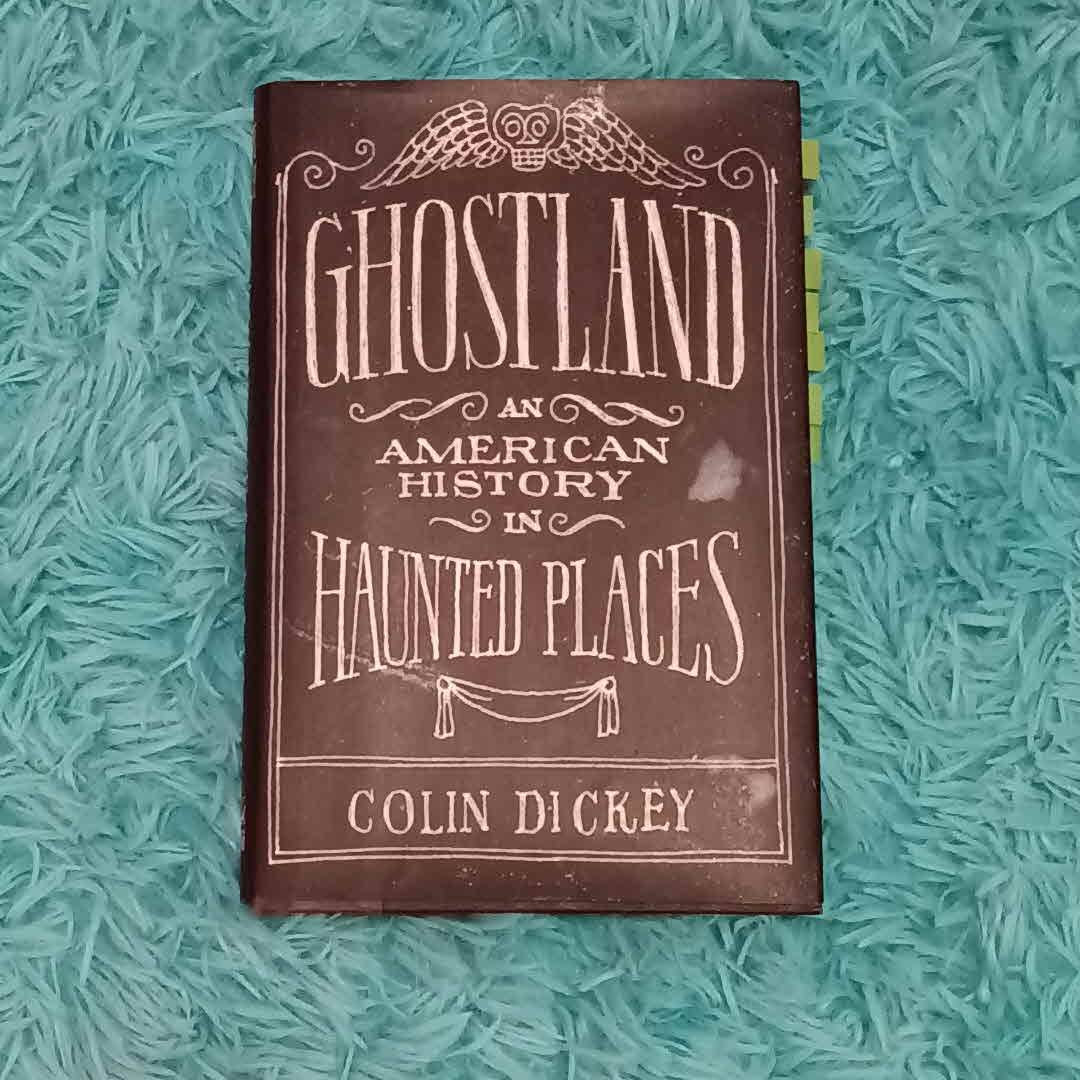 GHOSTLAND
AN
AMERICAN
HISTORY
IN
HAUNTED PLACES
COLIN DICKEY